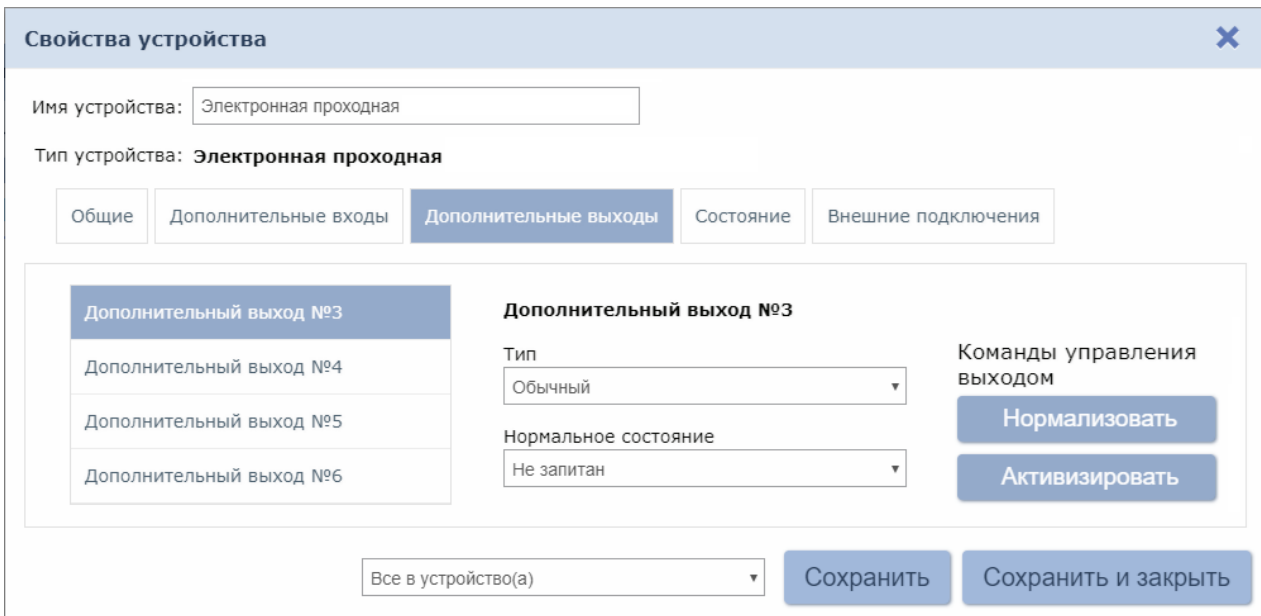 Свойства устройства
Имя устройства: Электронная проходная
Тип устройства: Электронная проходная
Общие Дополнительные входы Дополнительные выходы Состояние Внешние подключения
Дополнительный выход №3
Дополнительный выход №4
Дополнительный выход №5
Дополнительный выход №6
Дополнительный выход №3
Тип
Обычный
Нормальное состояние
Не запитан
Команды управления
выходом
Нормализовать
Активизировать
Все в устройство(а)
Сохранить
Сохранить и закрыть